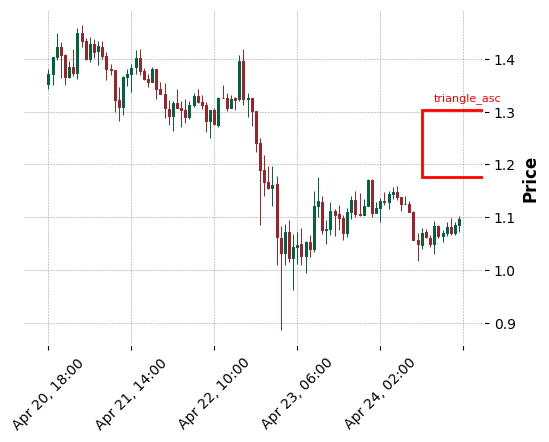 1.4
triangle_asc
1.3
1.2
1.1
1.0
0.9
Price
Apr 20, 18:00
Apr 21, 14:00
Apr 22, 10:00
Apr 23, 06:00
Apr 24, 02:00